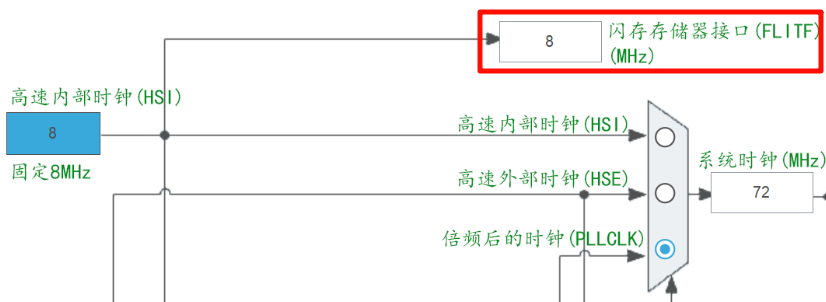 8
闪存存储器接口(FLITF)
(MHz)
高速内部时钟(HSI)
8
固定8MHz
高速内部时钟(HSI)
高速外部时钟(HSE)
倍频后的时钟(PLLCLK)
系统时钟(MHz)
72